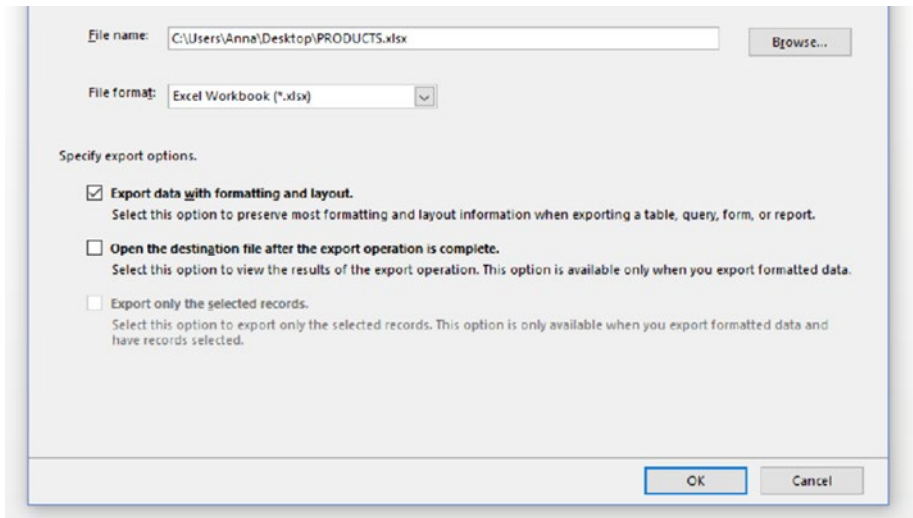 File name: C:\Users\Anna\Desktop\PRODUCTS.xlsx Browse...
File format: Excel Workbook (*.xlsx)
Specify export options.
Export data with formatting and layout.
Select this option to preserve most formatting and layout information when exporting a table, query, form, or report.
Open the destination file after the export operation is complete.
Select this option to view the results of the export operation. This option is available only when you export formatted data.
Export only the selected records.
Select this option to export only the selected records. This option is only available when you export formatted data and
have records selected.
OK Cancel